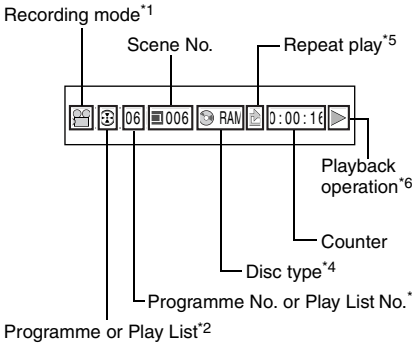 Recording mode*1
Scene No.
Repeat play*5
06 006 RAM 0:00:16
Playback
operation*6
Counter
Disc type*4
Programme No. or Play List No.*
Programme or Play List*2